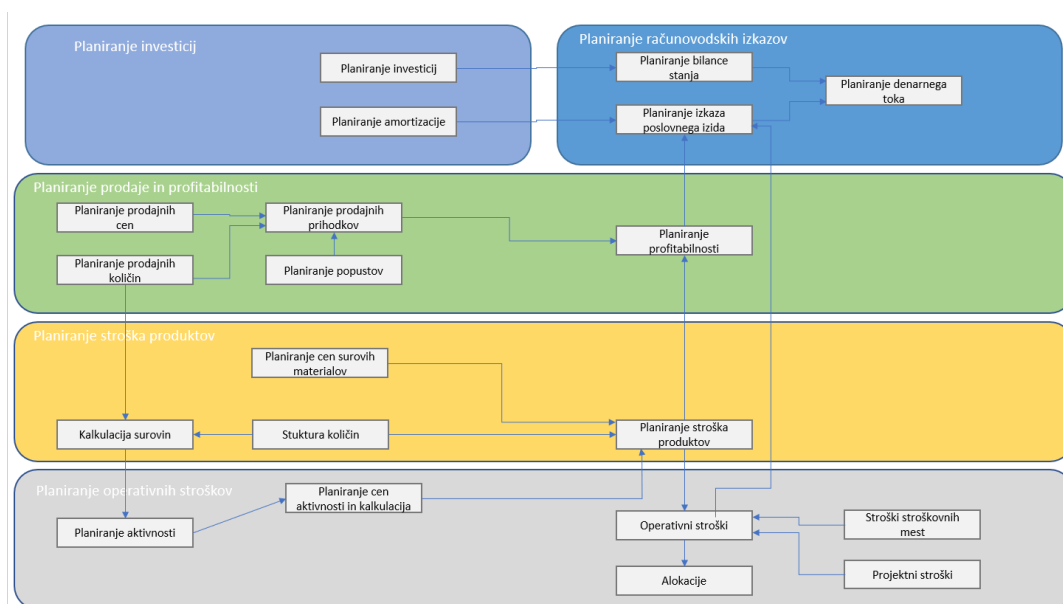 Planiranje investicij
Planiranje investicij
Planiranje amortizacije
Planiranje računovodskih izkazov
Planiranje bilance
stanja
Planiranje izkaza
poslovnega izida
Planiranje denarnega
toka
Planiranje prodaje in profitabilnosti
Planiranje prodajnih
cen
Planiranje prodajnih
prihodkov
Planiranje prodajnih
količin
Planiranje popustov
Planiranje
profitabilnosti
Planiranje stroška produktov
Planiranje cen surovih
materialov
Kalkulacija surovin
Stuktura količin
Planiranje stroška
produktov
Planiranje operativnih stroškov
Planiranje cen
aktivnosti in kalkulacija
Planiranje aktivnosti
Operativni stroški
Stroški stroškovnih
mest
Alokacije
Projektni stroški